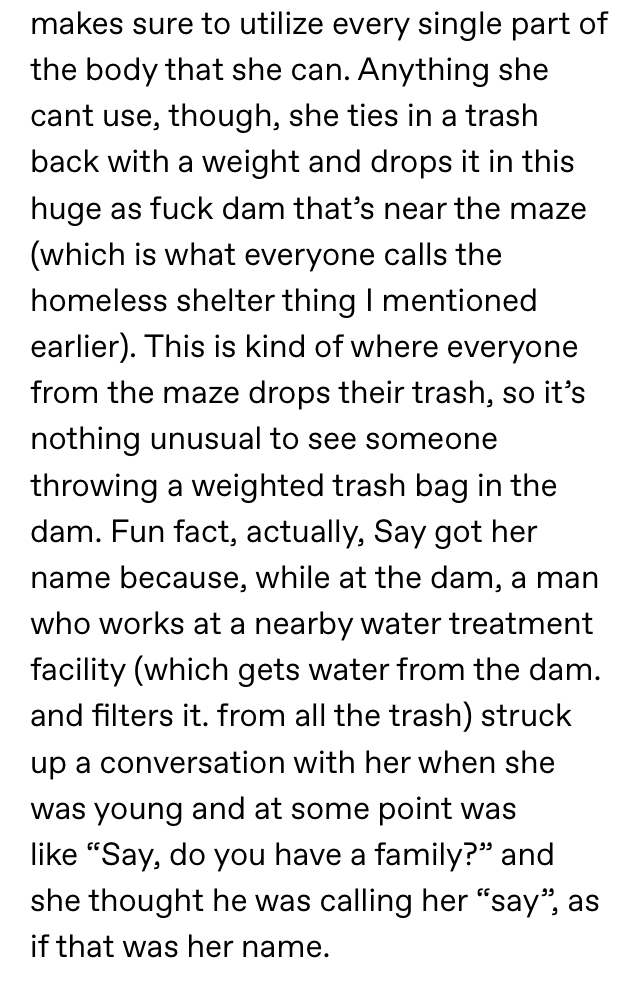 makes sure to utilize every single part of
the body that she can. Anything she
cant use, though, she ties in a trash
back with a weight and drops it in this
huge as fuck dam that’s near the maze
(which is what everyone calls the
homeless shelter thing I mentioned
earlier). This is kind of where everyone
from the maze drops their trash, so it’s
nothing unusual to see someone
throwing a weighted trash bag in the
dam. Fun fact, actually, Say got her
name because, while at the dam, a man
who works at a nearby water treatment
facility (which gets water from the dam.
and filters it. from all the trash) struck
up a conversation with her when she
was young and at some point was
like “Say, do you have a family?” and
she thought he was calling her “say”, as
if that was her name.